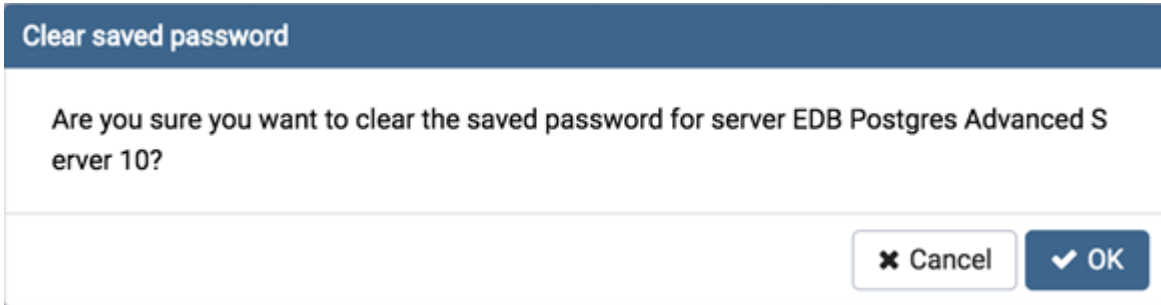 Clear saved password
Are you sure you want to clear the saved password for server EDB Postgres Advanced S
erver 10?
Cancel
OK